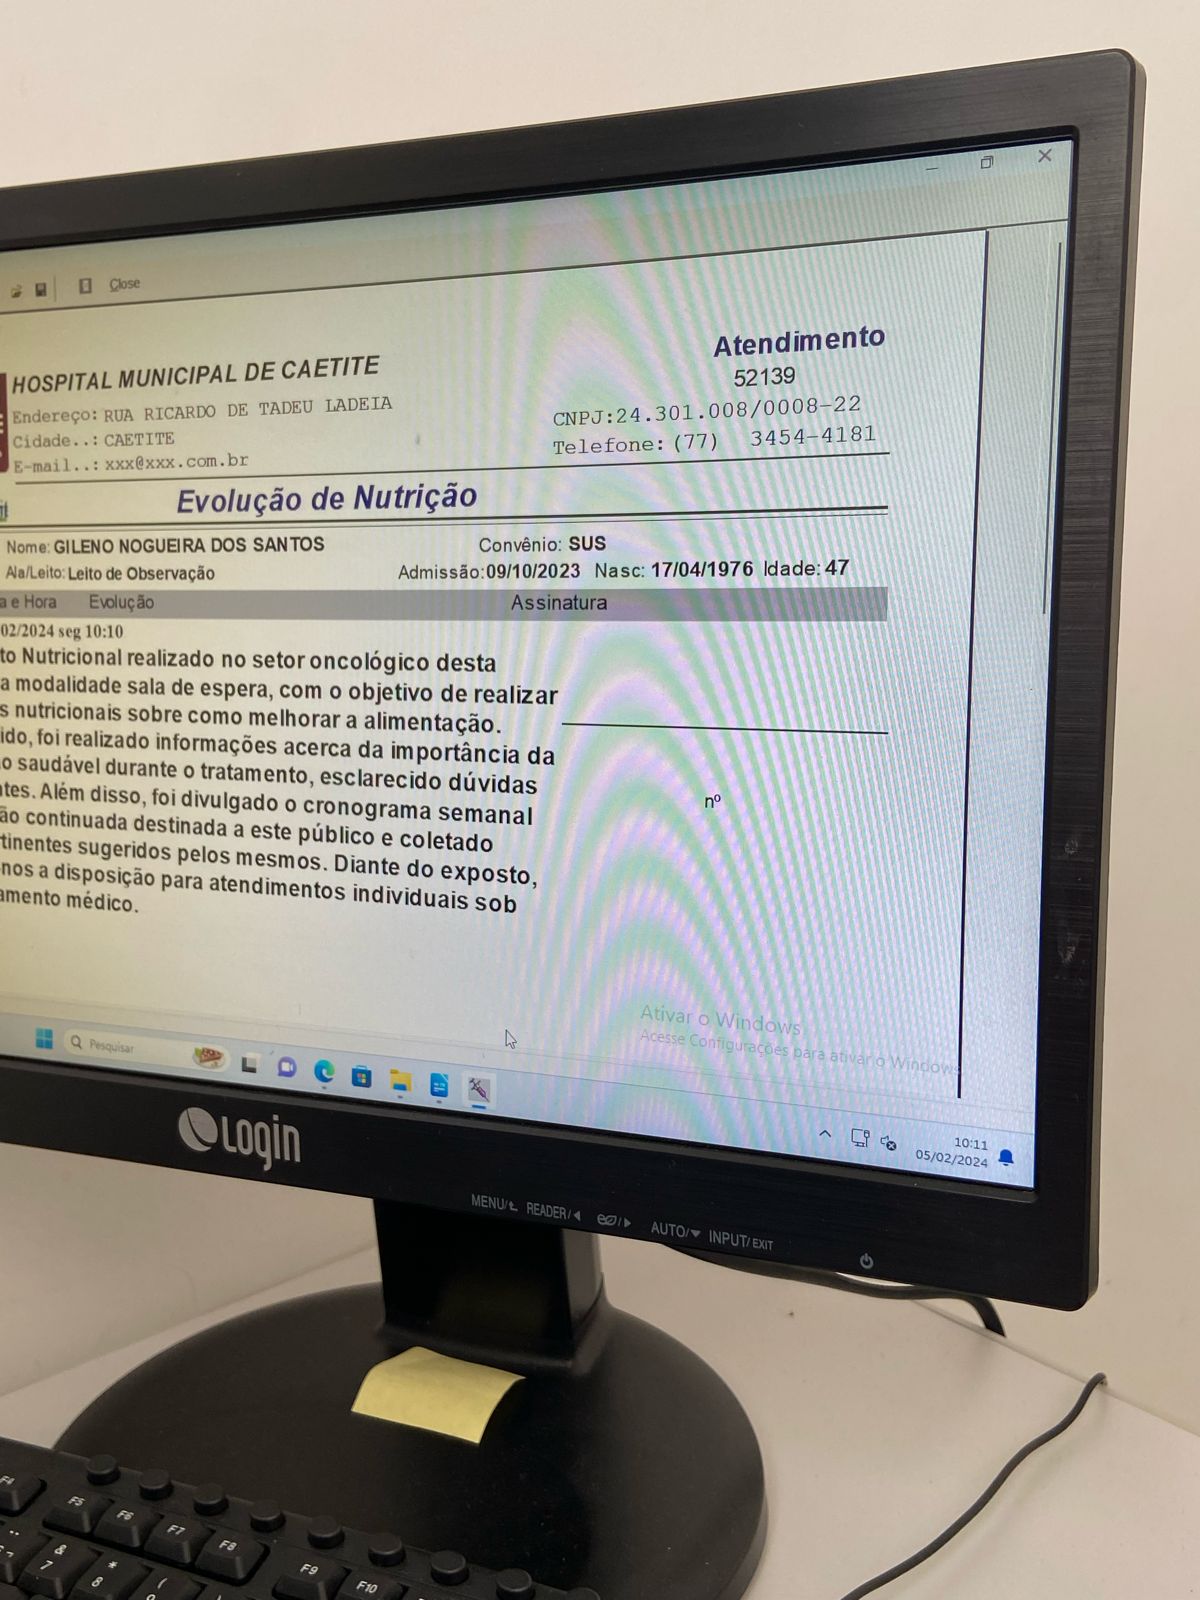 Close
Atendimento
52139
HOSPITAL MUNICIPAL DE CAETITE
Endereço: RUA RICARDO DE TADEU LADEIA
CNPJ:24.301.008/0008-22
Cidade..: CAETITE
Telefone: (77) 3454-4181
E-mail..: xxx@xxx.com.br
Evolução de Nutrição
Nome: GILENO NOGUEIRA DOS SANTOS Convênio: SUS
Ala/Leito: Leito de Observação Admissão:09/10/2023 Nasc: 17/04/1976 Idade: 47
a e Hora Evolução Assinatura
02/2024 seg 10:10
to Nutricional realizado no setor oncológico desta
a modalidade sala de espera, com o objetivo de realizar
s nutricionais sobre como melhorar a alimentação.
ido, foi realizado informações acerca da importância da
o saudável durante o tratamento, esclarecido dúvidas
ntes. Além disso, foi divulgado o cronograma semanal
nº
ão continuada destinada a este público e coletado
tinentes sugeridos pelos mesmos. Diante do exposto,
nos a disposição para atendimentos individuais sob
amento médico.
Ativar o Windows
Acesse Configurações para ativar o Windows
Pesquisar
10:11
05/02/2024
Login
MENU/ READER/ e / AUTO/ INPUT/EXIT
F4 F5 F6 F7 F8 F9 F10
& 7 * 8 (